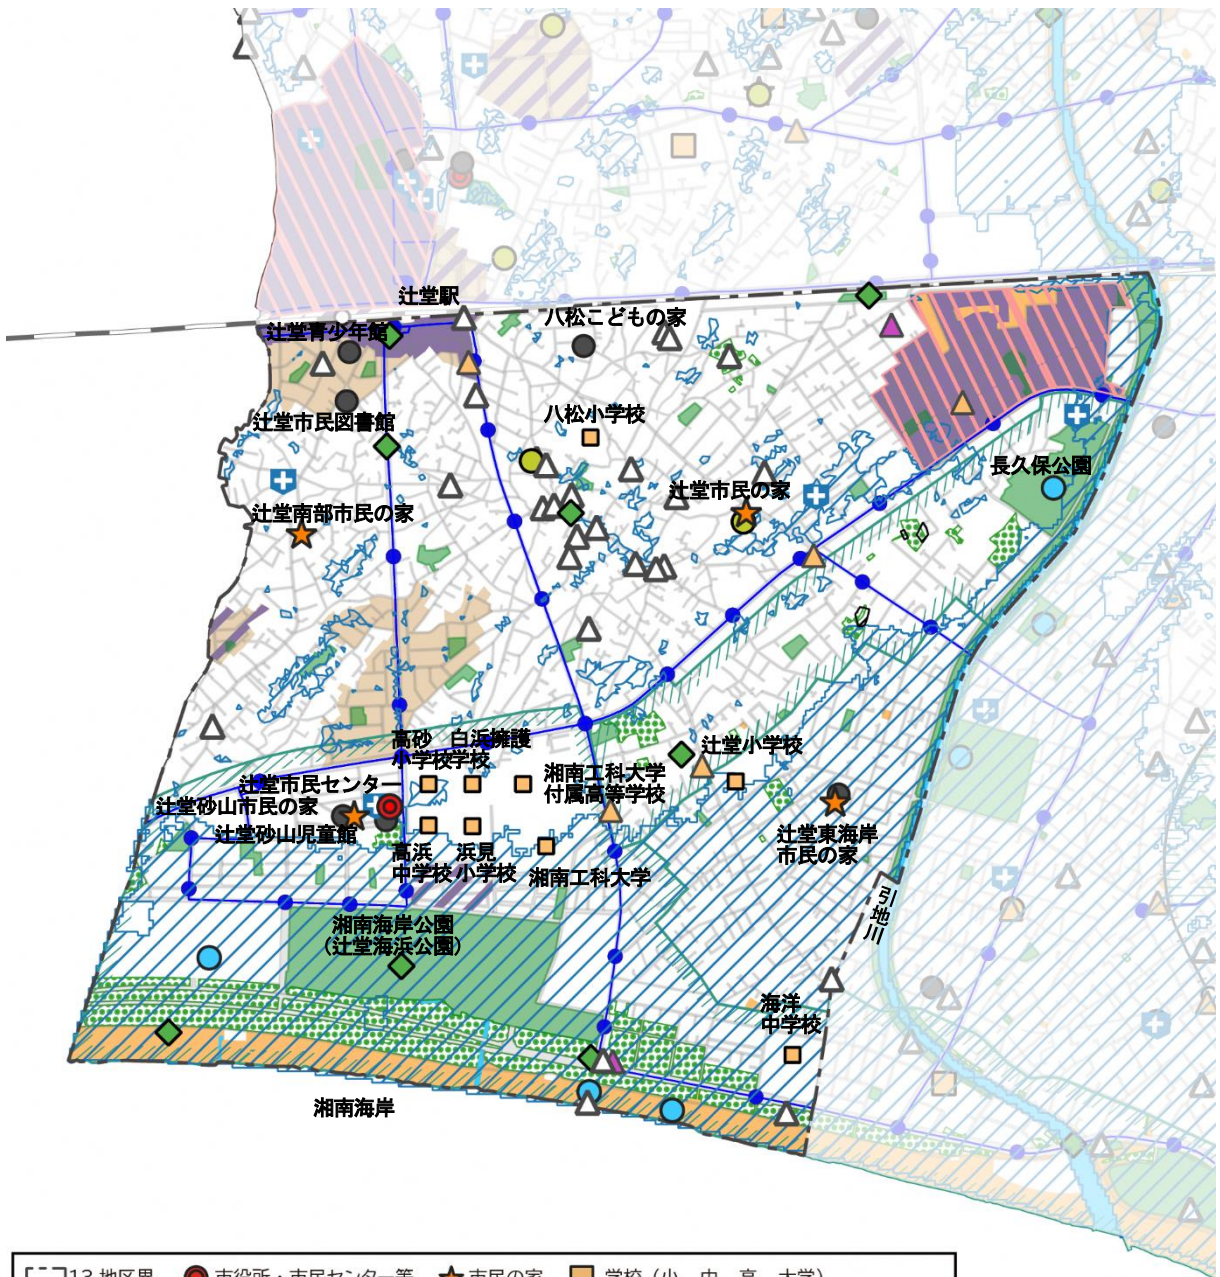 辻堂駅
辻堂青少年館
八松こどもの家
八松小学校
辻堂市民図書館
長久保公園
辻堂市民の家
辻堂南部市民の家
高砂
小学校
白浜擁護
学校
辻堂小学校
湘南工科大学
付属高等学校
辻堂市民センター
辻堂砂山市民の家
辻堂砂山児童館
辻堂東海岸
市民の家
高浜
中学校
浜見
小学校
湘南工科大学
引地川
湘南海岸公園
(辻堂海浜公園)
海洋
中学校
湘南海岸
13地区界 市役所・市民センター等 市民の家 学校(小、中、高、大学)